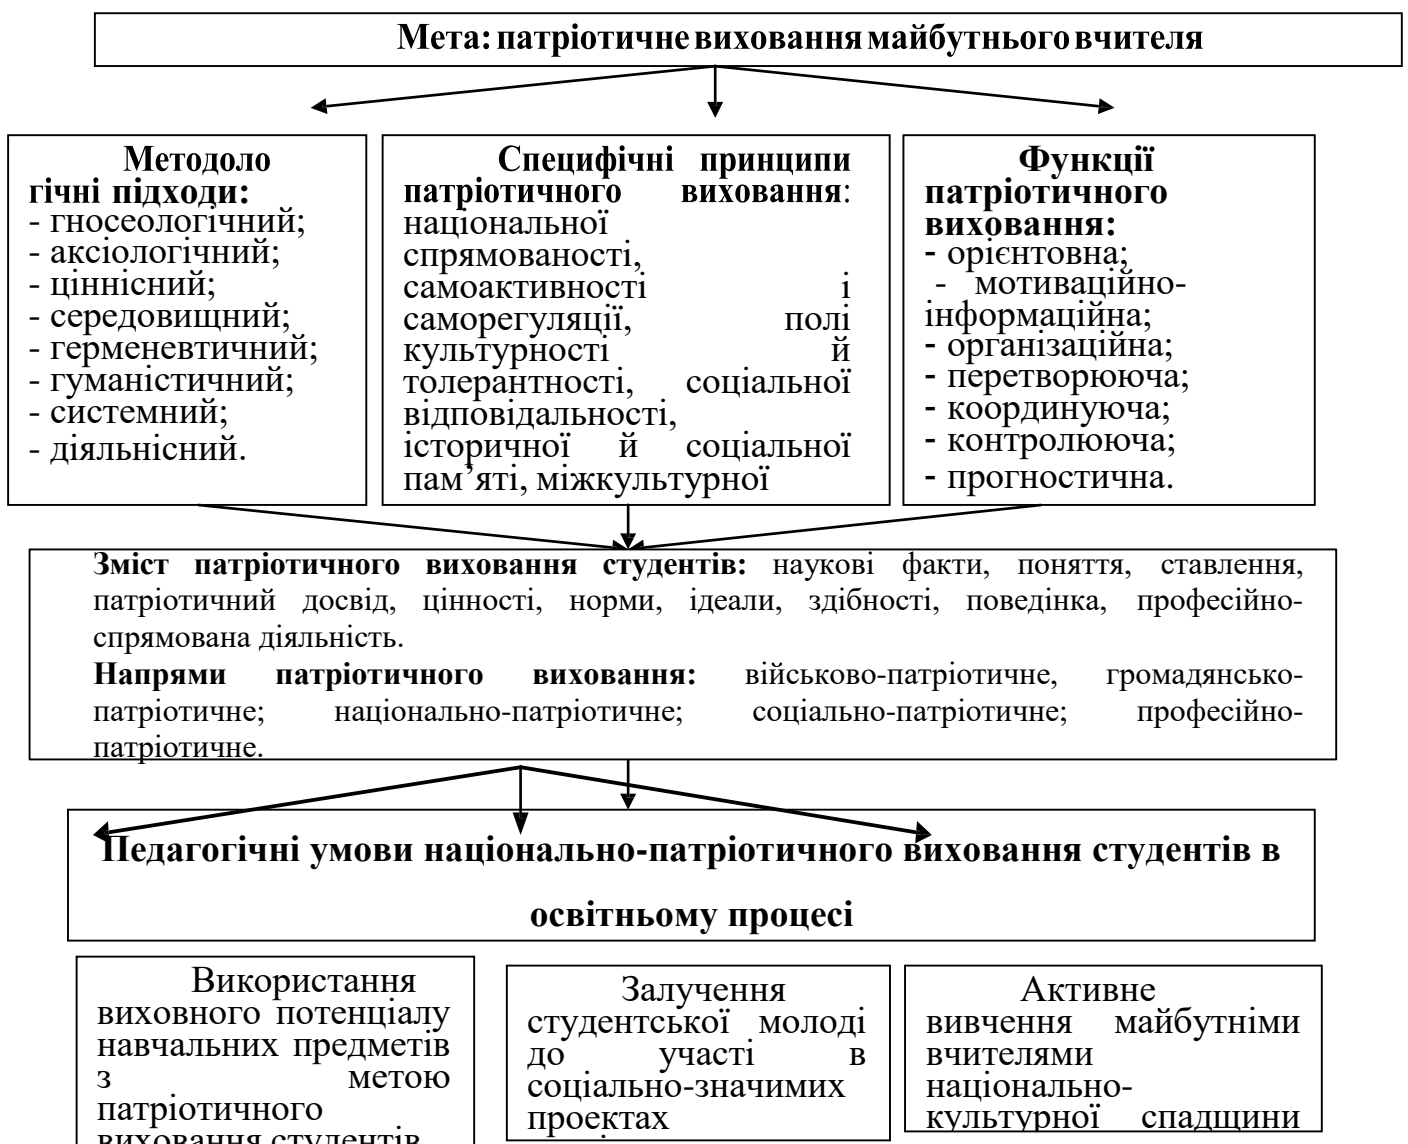 Мета: патріотичне виховання майбутнього вчителя
Методоло
гічні підходи:
- гносеологічний;
- аксіологічний;
- ціннісний;
- середовищний;
- герменевтичний;
- гуманістичний;
- системний;
- діяльнісний.
Специфічні принципи
патріотичного виховання:
національної
спрямованості,
самоактивності і
саморегуляції, полі
культурності й
толерантності, соціальної
відповідальності,
історичної й соціальної
пам’яті, міжкультурної
Функції
патріотичного
виховання:
- орієнтовна;
- мотиваційно-
інформаційна;
- організаційна;
- перетворююча;
- координуюча;
- контролююча;
- прогностична.
Зміст патріотичного виховання студентів: наукові факти, поняття, ставлення,
патріотичний досвід, цінності, норми, ідеали, здібності, поведінка, професійно-
спрямована діяльність.
Напрями патріотичного виховання: військово-патріотичне, громадянсько-
патріотичне; національно-патріотичне; соціально-патріотичне; професійно-
патріотичне.
Педагогічні умови національно-патріотичного виховання студентів в
освітньому процесі
Використання
виховного потенціалу
навчальних предметів
з метою
патріотичного
виховання студентів
Залучення
студентської молоді
до участі в
соціально-значимих
проектах
Активне
вивчення майбутніми
вчителями
національно-
культурної спадщини